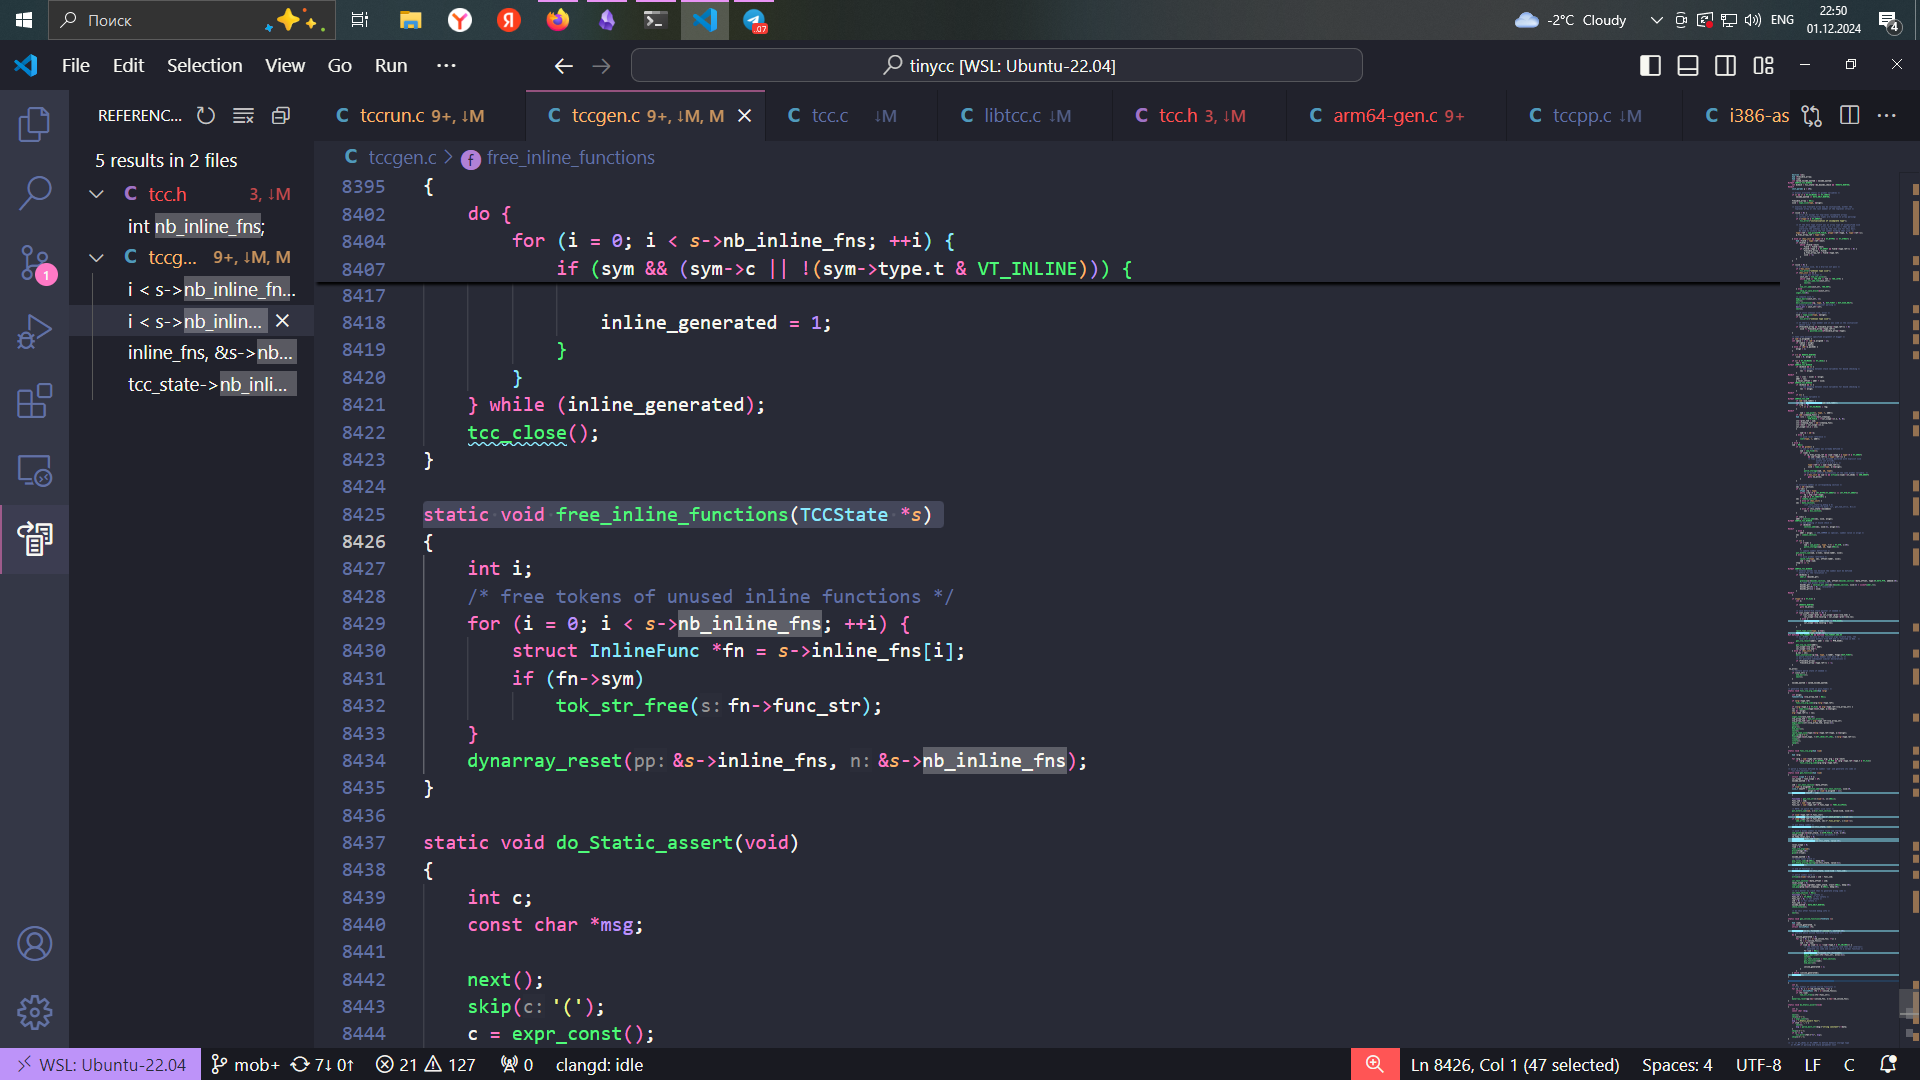 Поиск
07
-2°C Cloudy
ENG
22:50
01.12.2024
4
File Edit Selection View Go Run ···
tinycc [WSL: Ubuntu-22.04]
REFERENC...
C tccrun.c 9+, ↓M
C tccgen.c 9+, ↓M, M
C tcc.c ↓M
C libtcc.c ↓M
C tcc.h 3, ↓M
C arm64-gen.c 9+
C tccpp.c ↓M
C i386-as
5 results in 2 files
C tcc.h 3, ↓M
int nb_inline_fns;
C tccg... 9+, ↓M, M
i < s->nb_inline_fn...
i < s->nb_inlin...
inline_fns, &s->nb...
tcc_state->nb_inli...
1
C tccgen.c > f free_inline_functions
8395 {
8402 do {
8404 for (i = 0; i < s->nb_inline_fns; ++i) {
8407 if (sym && (sym->c || !(sym->type.t & VT_INLINE))) {
8417
8418 inline_generated = 1;
8419 }
8420 }
8421 } while (inline_generated);
8422 tcc_close();
8423 }
8424
8425 static void free_inline_functions(TCCState *s)
8426 {
8427 int i;
8428 /* free tokens of unused inline functions */
8429 for (i = 0; i < s->nb_inline_fns; ++i) {
8430 struct InlineFunc *fn = s->inline_fns[i];
8431 if (fn->sym)
8432 tok_str_free(s: fn->func_str);
8433 }
8434 dynarray_reset(pp: &s->inline_fns, n: &s->nb_inline_fns);
8435 }
8436
8437 static void do_Static_assert(void)
8438 {
8439 int c;
8440 const char *msg;
8441
8442 next();
8443 skip(c: '(');
8444 c = expr_const();
WSL: Ubuntu-22.04
mob+ 7↓ 0↑
21 127
0
clangd: idle
Ln 8426, Col 1 (47 selected)
Spaces: 4
UTF-8
LF
C